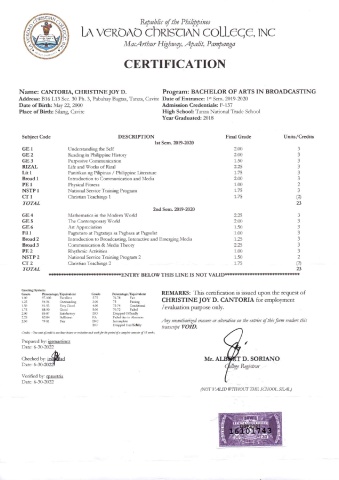 Republic of the Philippines
LA VERDAD CHRISTIAN COLLEGE, INC
MacArthur Highway, Apalit, Pampanga
CERTIFICATION
Name: CANTORIA, CHRISTINE JOY D.
Program: BACHELOR OF ARTS IN BROADCASTING
Address: B16 L15 Sec. 30 Ph. 3, Pabahay Bagtas, Tanza, Cavite
Date of Entrance: 1st Sem. 2019-2020
Date of Birth: May 22, 2000
Admission Credentials: F-137
Place of Birth: Silang, Cavite
High School: Tanza National Trade School
Year Graduated: 2018
Subject Code DESCRIPTION Final Grade Units/Credits
1st Sem. 2019-2020
GE 1 Understanding the Self 2.00 3
GE 2 Reading in Philippine History 2.00 3
GE 3 Purposive Communication 1.50 3
RIZAL Life and Works of Rizal 2.25 3
Lit 1 Panitikan ng Pilipinas / Philippine Literature 1.75 3
Broad 1 Introduction to Communication and Media 2.00 3
PE 1 Physical Fitness 1.00 2
NSTP 1 National Service Training Program 1.75 3
CT 1 Christian Teachings 1 1.75 (2)
TOTAL 23
2nd Sem. 2019-2020
GE 4 Mathematics in the Modern World 2.25 3
GE 5 The Contemporary World 2.00 3
GE 6 Art Appreciation 1.50 3
Fil 1 Pagbasa at Pagsusuri sa Pagsasalin 1.00 3
Broad 2 Introduction to Broadcasting, Interactive and Emerging Media 1.25 3
Broad 3 Communication & Media Theory 2.25 3
PE 2 Rhythmic Activities 1.00 2
NSTP 2 National Service Training Program 2 1.50 3
CT 2 Christian Teachings 2 1.75 (2)
TOTAL 23
ENTRY BELOW THIS LINE IS NOT VALID
REMARKS: This certification is issued upon the request of
CHRISTINE JOY D. CANTORIA for employment
/evaluation purpose only.
Any unauthorized erasure or alteration on the entries of this form renders this
transcript VOID.
Prepared by:
Date: 6-30-2022
Checked by:
Date: 6-30-2022
Verified by:
Date: 6-30-2022
Mr. ALBERT D. SORIANO
College Registrar
(NOT VALID WITHOUT THE SCHOOL SEAL)